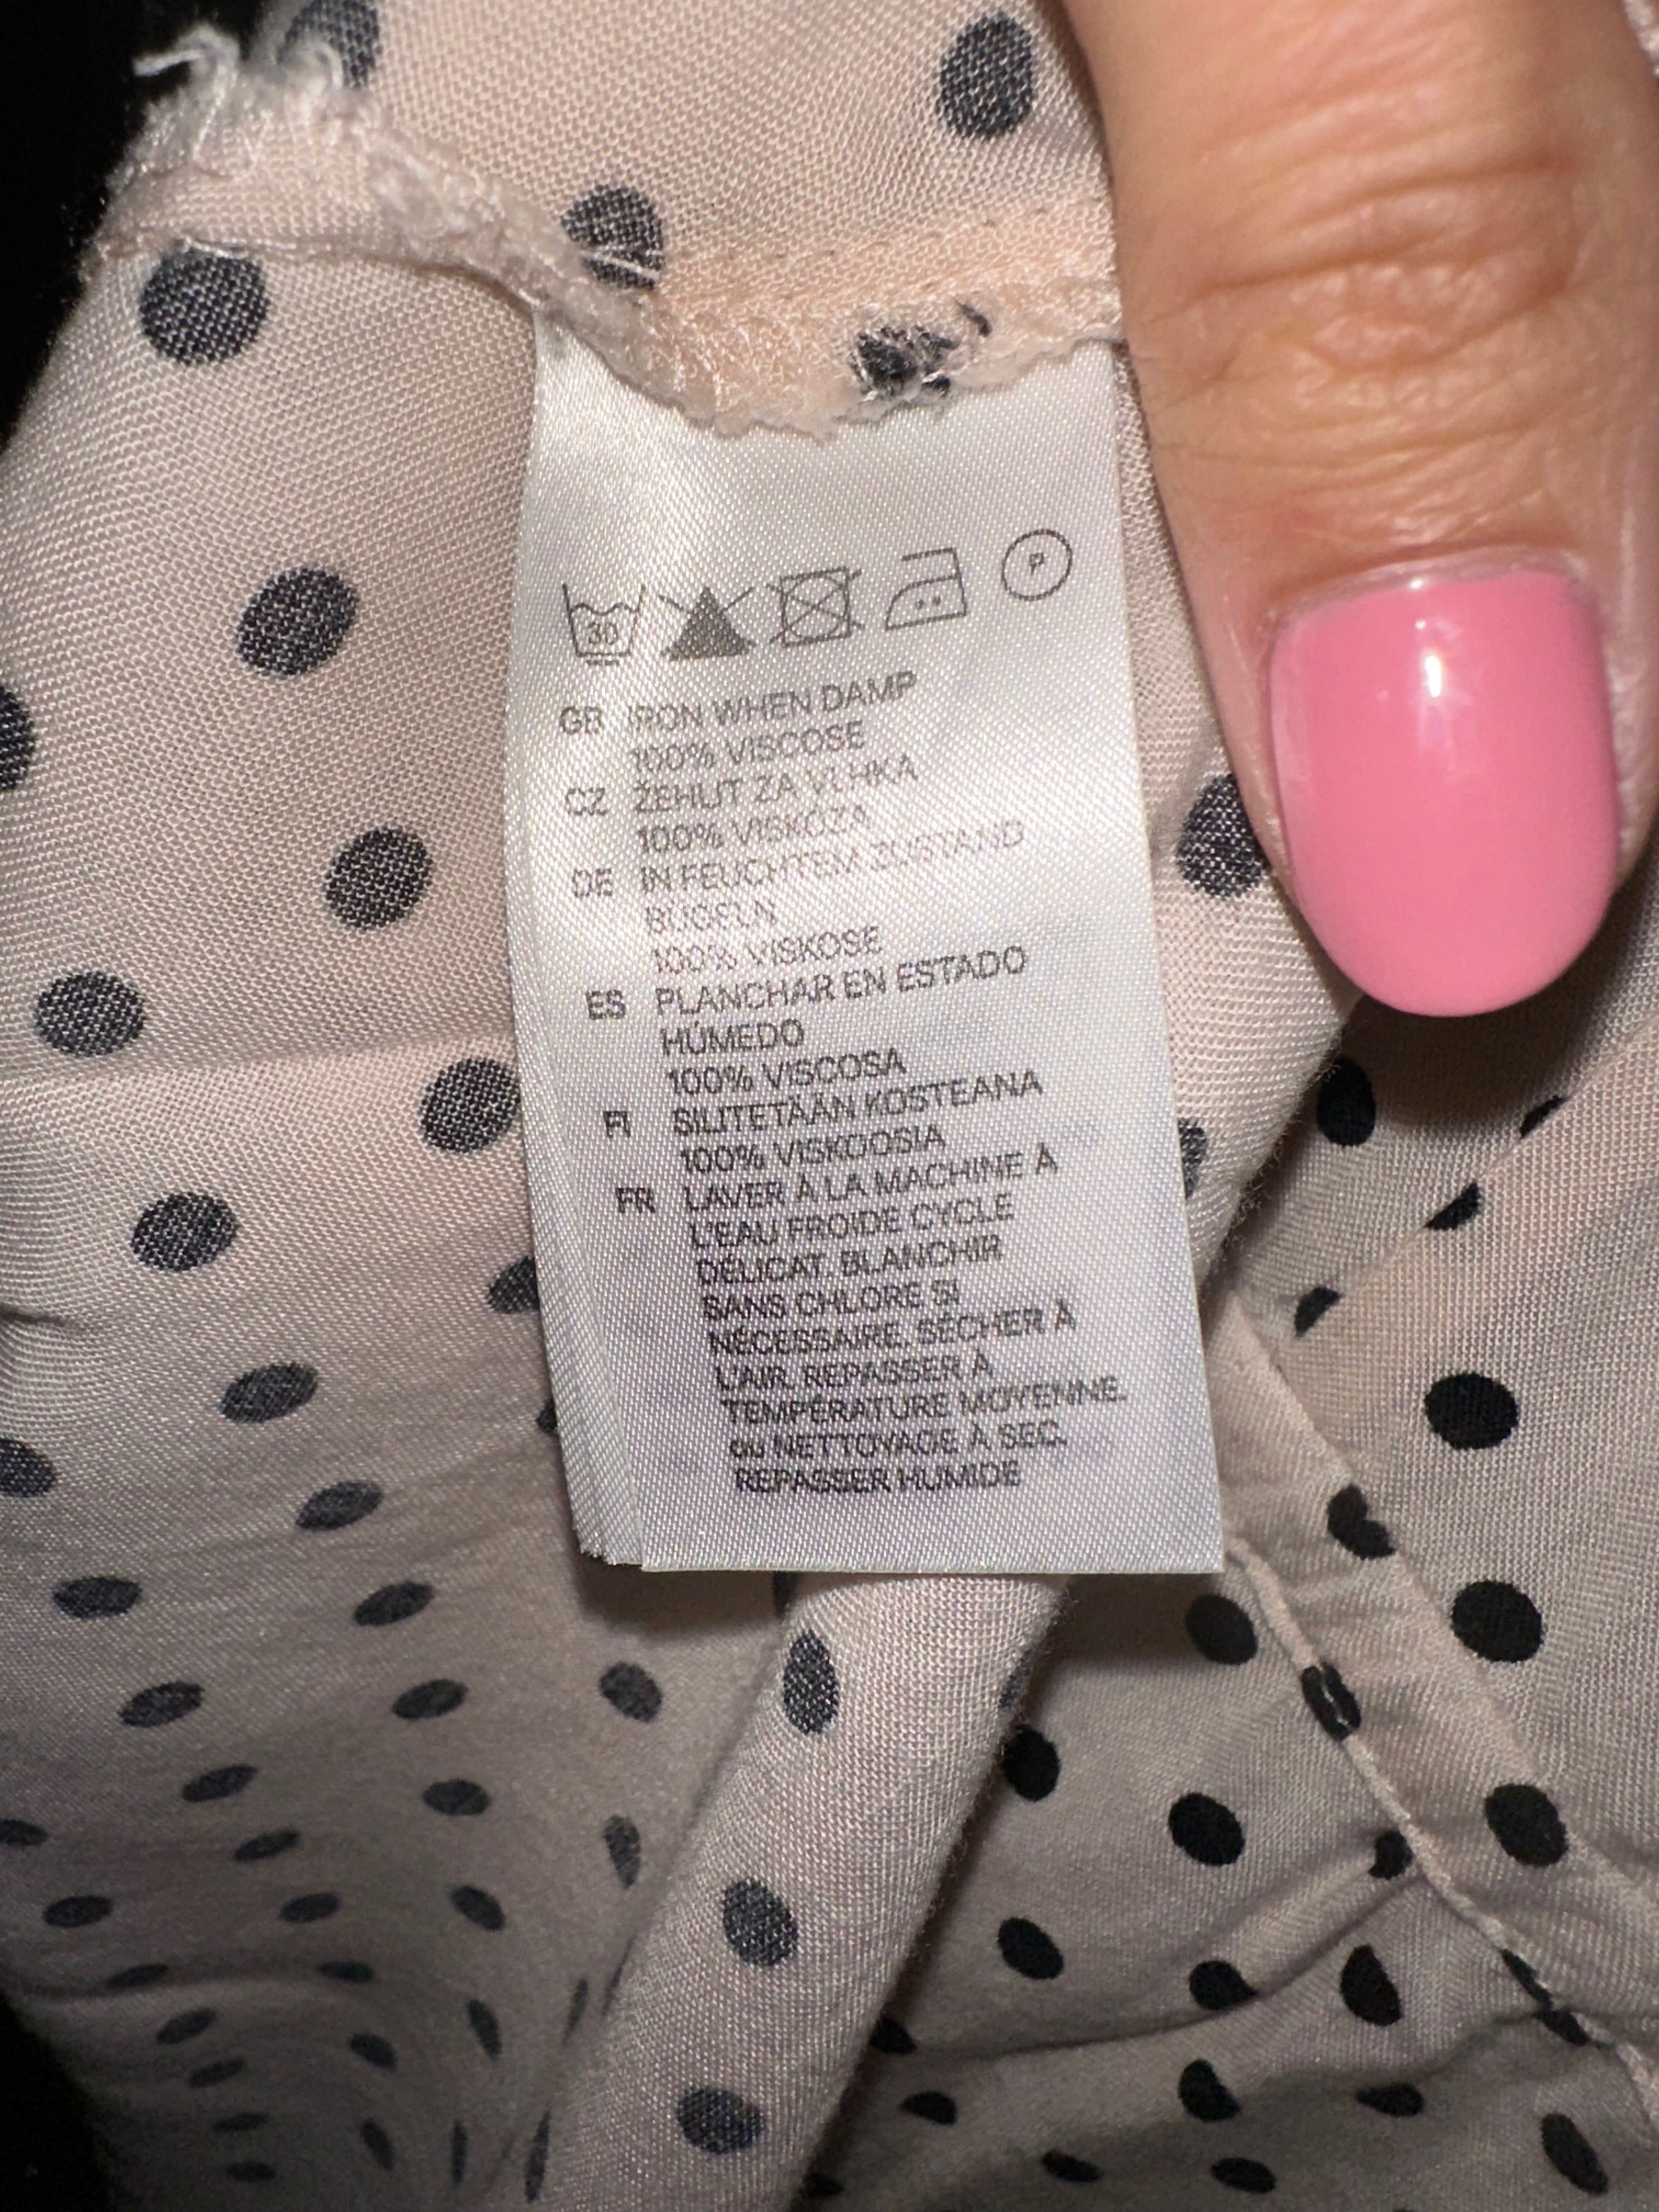 30 P
GB IRON WHEN DAMP
100% VISCOSE
CZ ŽEHLIT ZA VLHKA
100% VISKÓZA
DE IN FEUCHTEM ZUSTAND
BÜGELN
100% VISKOSE
ES PLANCHAR EN ESTADO
HÚMEDO
100% VISCOSA
FI SILITETÄÄN KOSTEANA
100% VISKOOSIA
FR LAVER À LA MACHINE À
L'EAU FROIDE CYCLE
DÉLICAT. BLANCHIR
SANS CHLORE SI
NÉCESSAIRE. SÉCHER À
L'AIR. REPASSER À
TEMPÉRATURE MOYENNE.
ou NETTOYAGE À SEC.
REPASSER HUMIDE